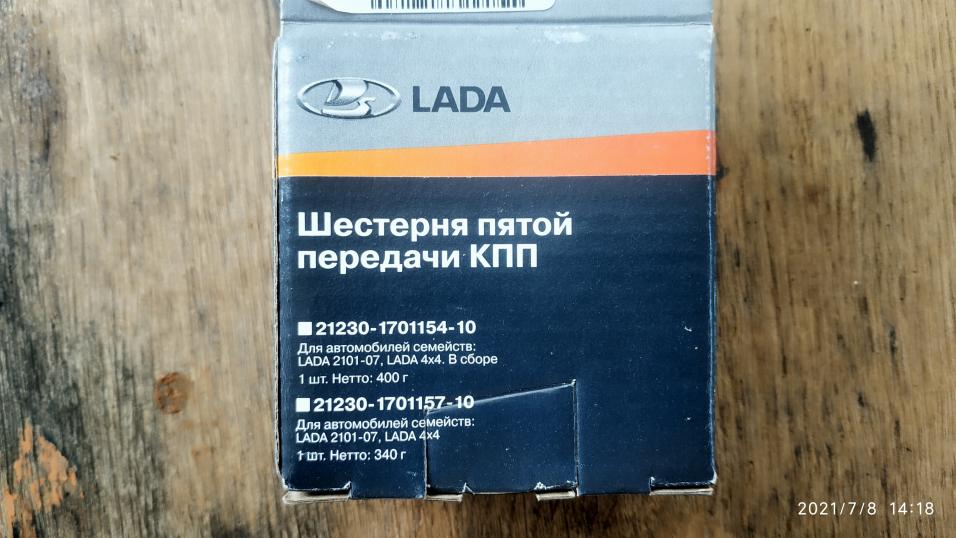 LADA
Шестерня пятой
передачи КПП
21230-1701154-10
Для автомобилей семейств:
LADA 2101-07, LADA 4x4. В сборе
1 шт. Нетто: 400 г
21230-1701157-10
Для автомобилей семейств:
LADA 2101-07, LADA 4x4
1 шт. Нетто: 340 г
2021/7/8 14:18